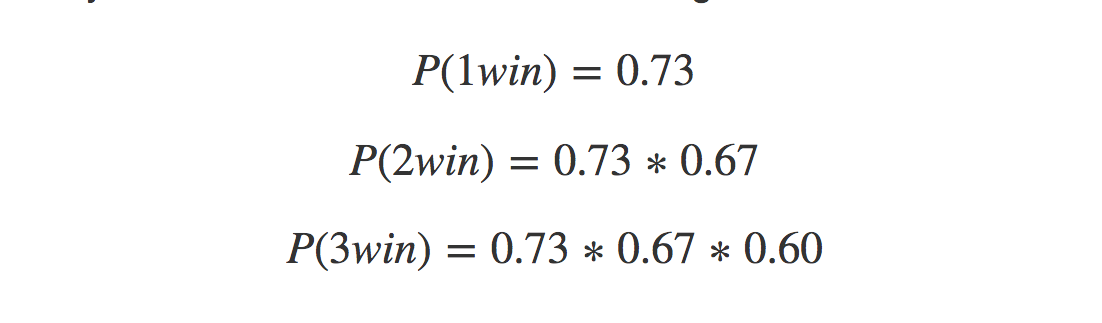 P(1win) = 0.73
P(2win) = 0.73 * 0.67
P(3win) = 0.73 * 0.67 * 0.60